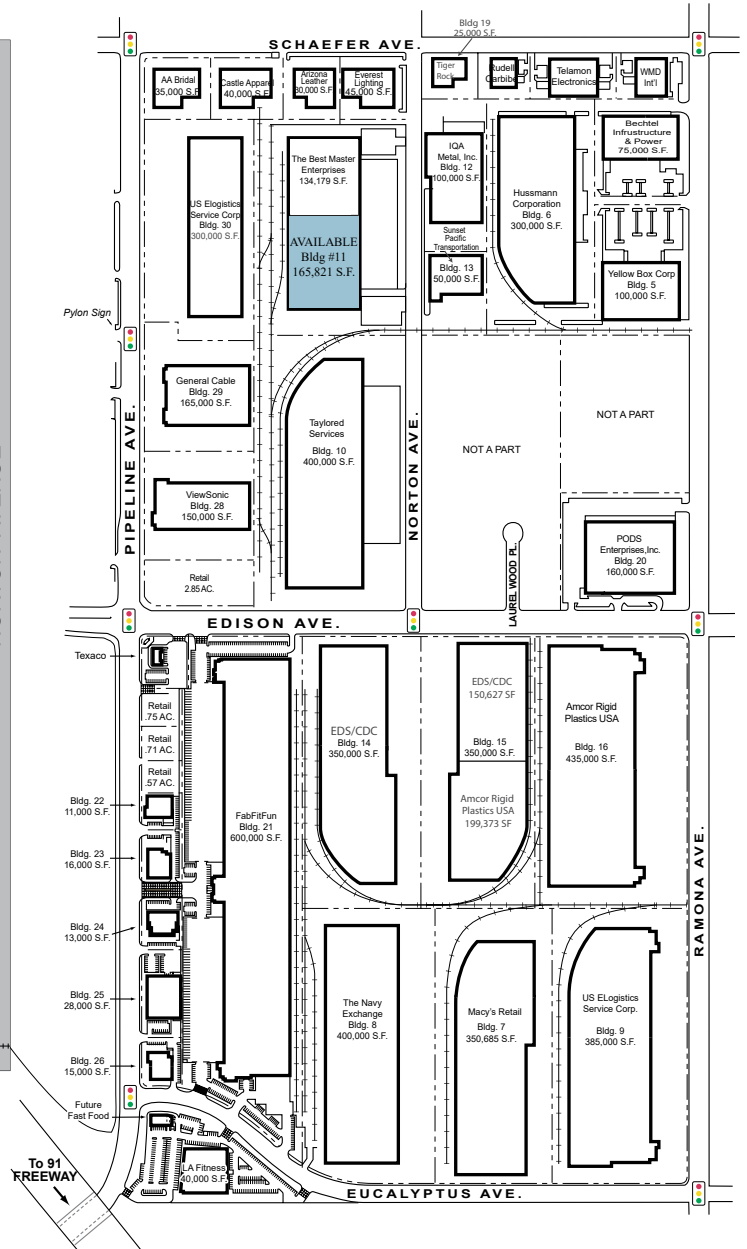 SCHAEFER AVE.
Bldg 19
25,000 S.F.
AA Bridal
35,000 S.F.
Castle Apparel
40,000 S.F.
Arizona
Leather
30,000 S.F.
Everest
Lighting
45,000 S.F.
Tiger
Rock
Rudell
Carbide
Telamon
Electronics
WMD
Int'l
US Elogistics
Service Corp.
Bldg. 30
300,000 S.F.
The Best Master
Enterprises
134,179 S.F.
AVAILABLE
Bldg #11
165,821 S.F.
IQA
Metal, Inc.
Bldg. 12
100,000 S.F.
Sunset
Pacific
Transportation
Bldg. 13
50,000 S.F.
Hussmann
Corporation
Bldg. 6
300,000 S.F.
Bechtel
Infrustructure
& Power
75,000 S.F.
Yellow Box Corp
Bldg. 5
100,000 S.F.
Pylon Sign
PIPELINE AVE.
General Cable
Bldg. 29
165,000 S.F.
ViewSonic
Bldg. 28
150,000 S.F.
Retail
2.85 AC.
Taylored
Services
Bldg. 10
400,000 S.F.
NORTON AVE.
NOT A PART
NOT A PART
LAUREL WOOD PL.
PODS
Enterprises,Inc.
Bldg. 20
160,000 S.F.
EDISON AVE.
Texaco
Retail
.75 AC.
Retail
.71 AC.
Retail
.57 AC.
Bldg. 22
11,000 S.F.
Bldg. 23
16,000 S.F.
Bldg. 24
13,000 S.F.
Bldg. 25
28,000 S.F.
Bldg. 26
15,000 S.F.
Future
Fast Food
FabFitFun
Bldg. 21
600,000 S.F.
EDS/CDC
Bldg. 14
350,000 S.F.
EDS/CDC
150,627 SF
Bldg. 15
350,000 S.F.
Amcor Rigid
Plastics USA
199,373 SF
Amcor Rigid
Plastics USA
Bldg. 16
435,000 S.F.
RAMONA AVE.
The Navy
Exchange
Bldg. 8
400,000 S.F.
Macy's Retail
Bldg. 7
350,685 S.F.
US ELogistics
Service Corp.
Bldg. 9
385,000 S.F.
LA Fitness
40,000 S.F.
To 91
FREEWAY
EUCALYPTUS AVE.